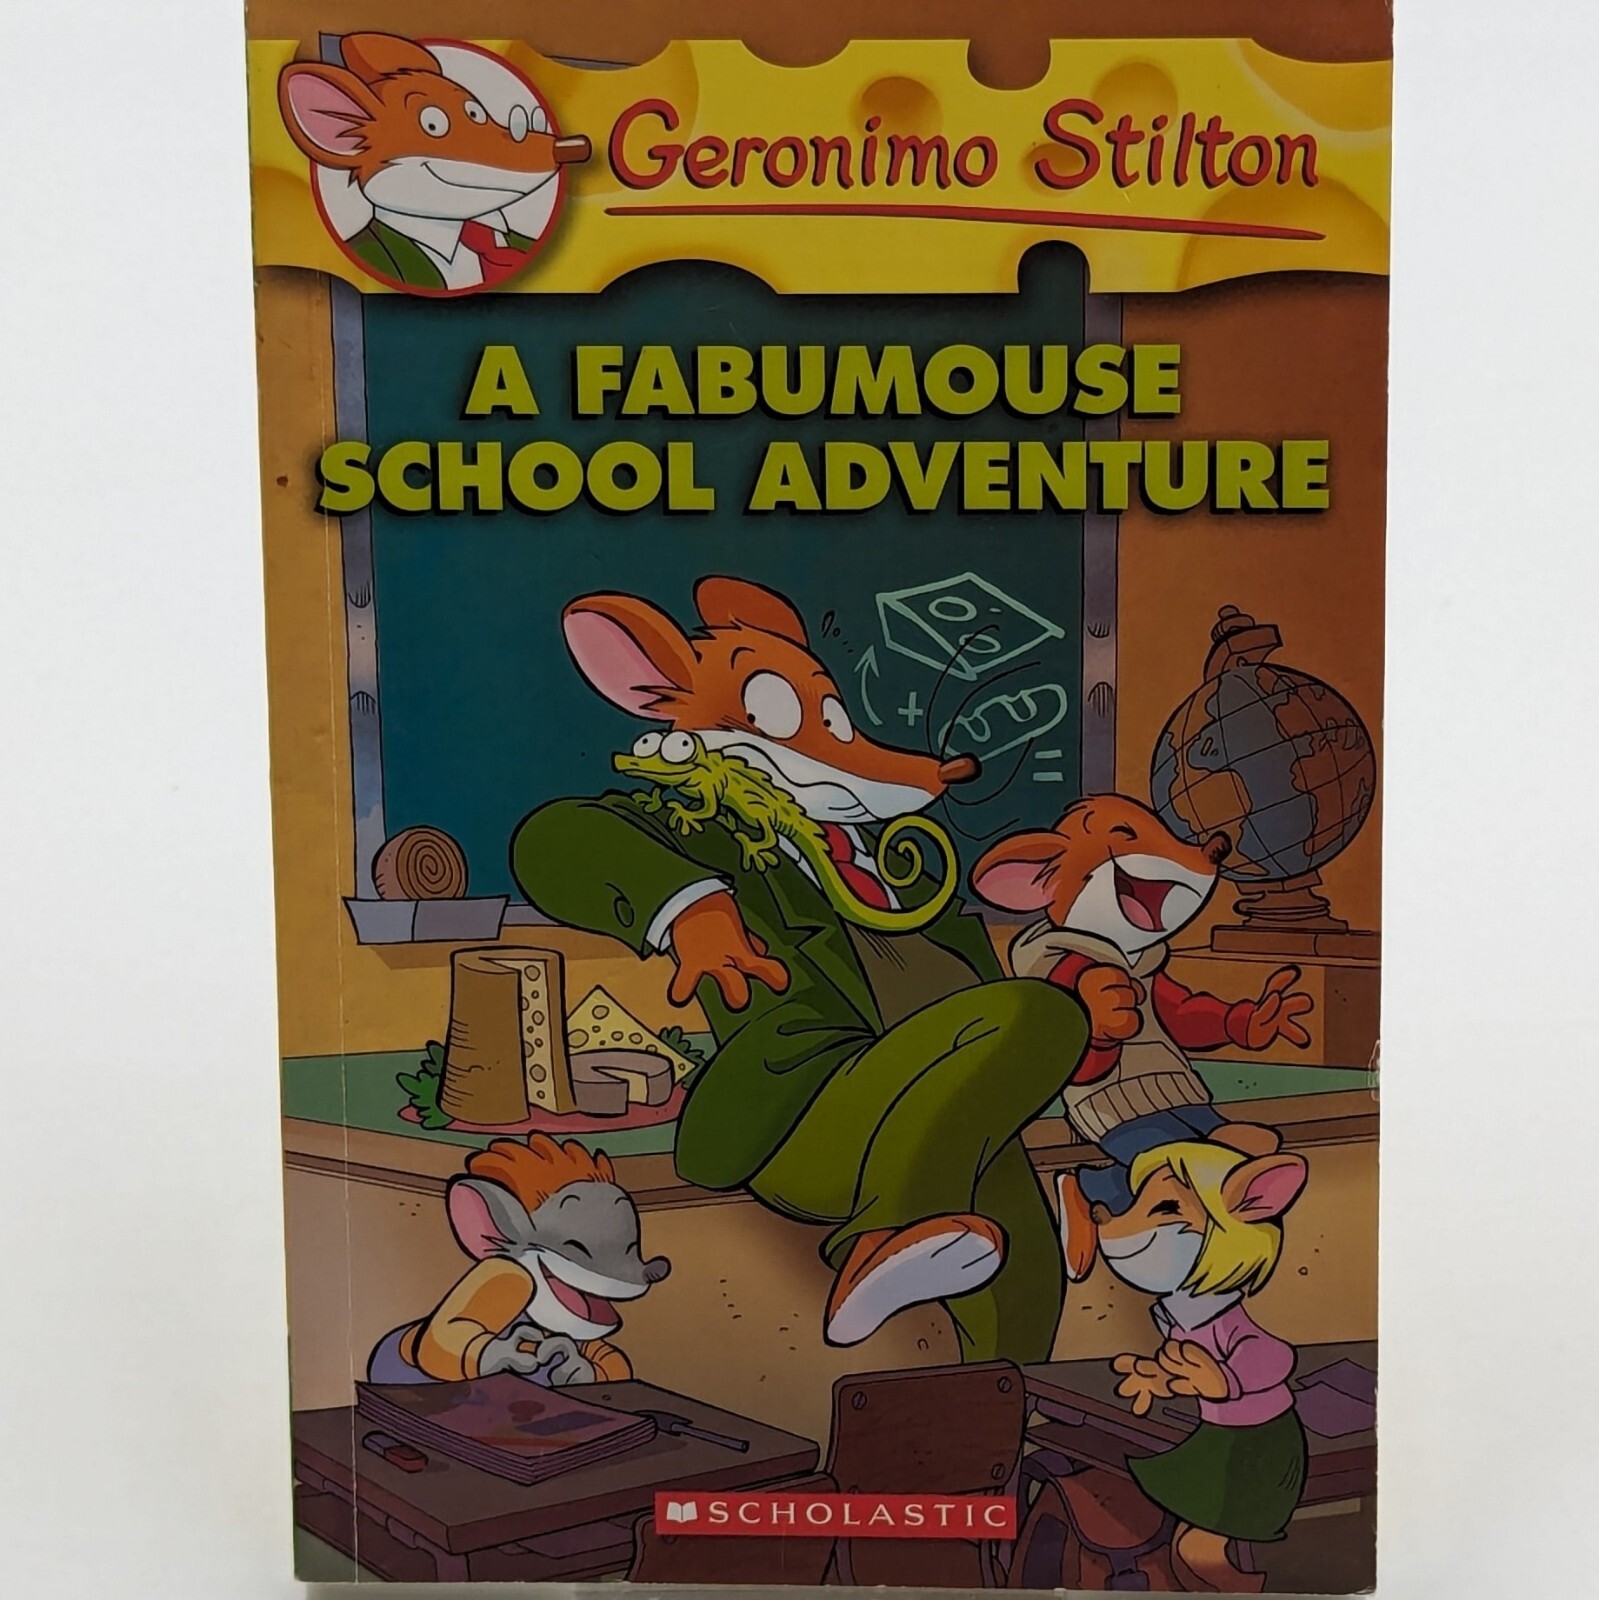 Geronimo Stilton
A FABUMOUSE
SCHOOL ADVENTURE
SCHOLASTIC